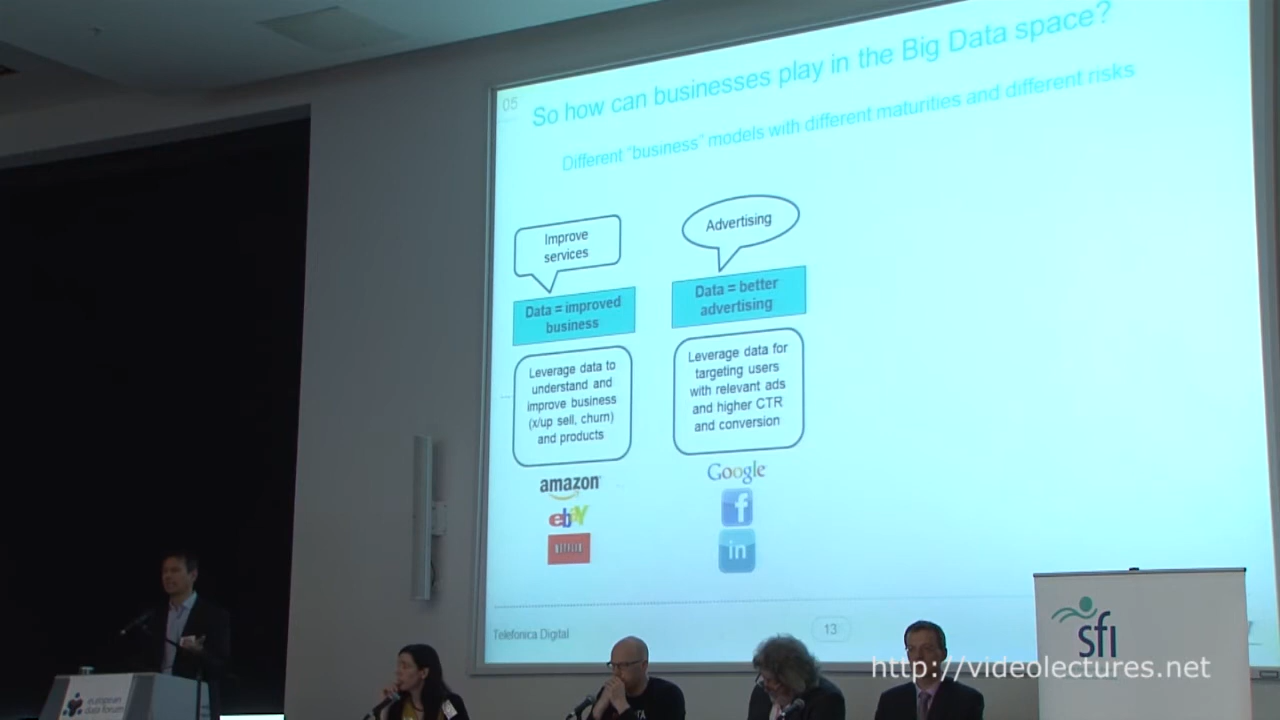 05
So how can businesses play in the Big Data space?
Different "business" models with different maturities and different risks
Improve
services
Data = improved
business
Leverage data to
understand and
improve business
(x/up sell, churn)
and products
amazon
ebY
NETFLIX
Advertising
Data = better
advertising
Leverage data for
targeting users
with relevant ads
and higher CTR
and conversion
Google
f
in
Telefonica Digital
13
european
data forum
sfi
http://videolectures.net